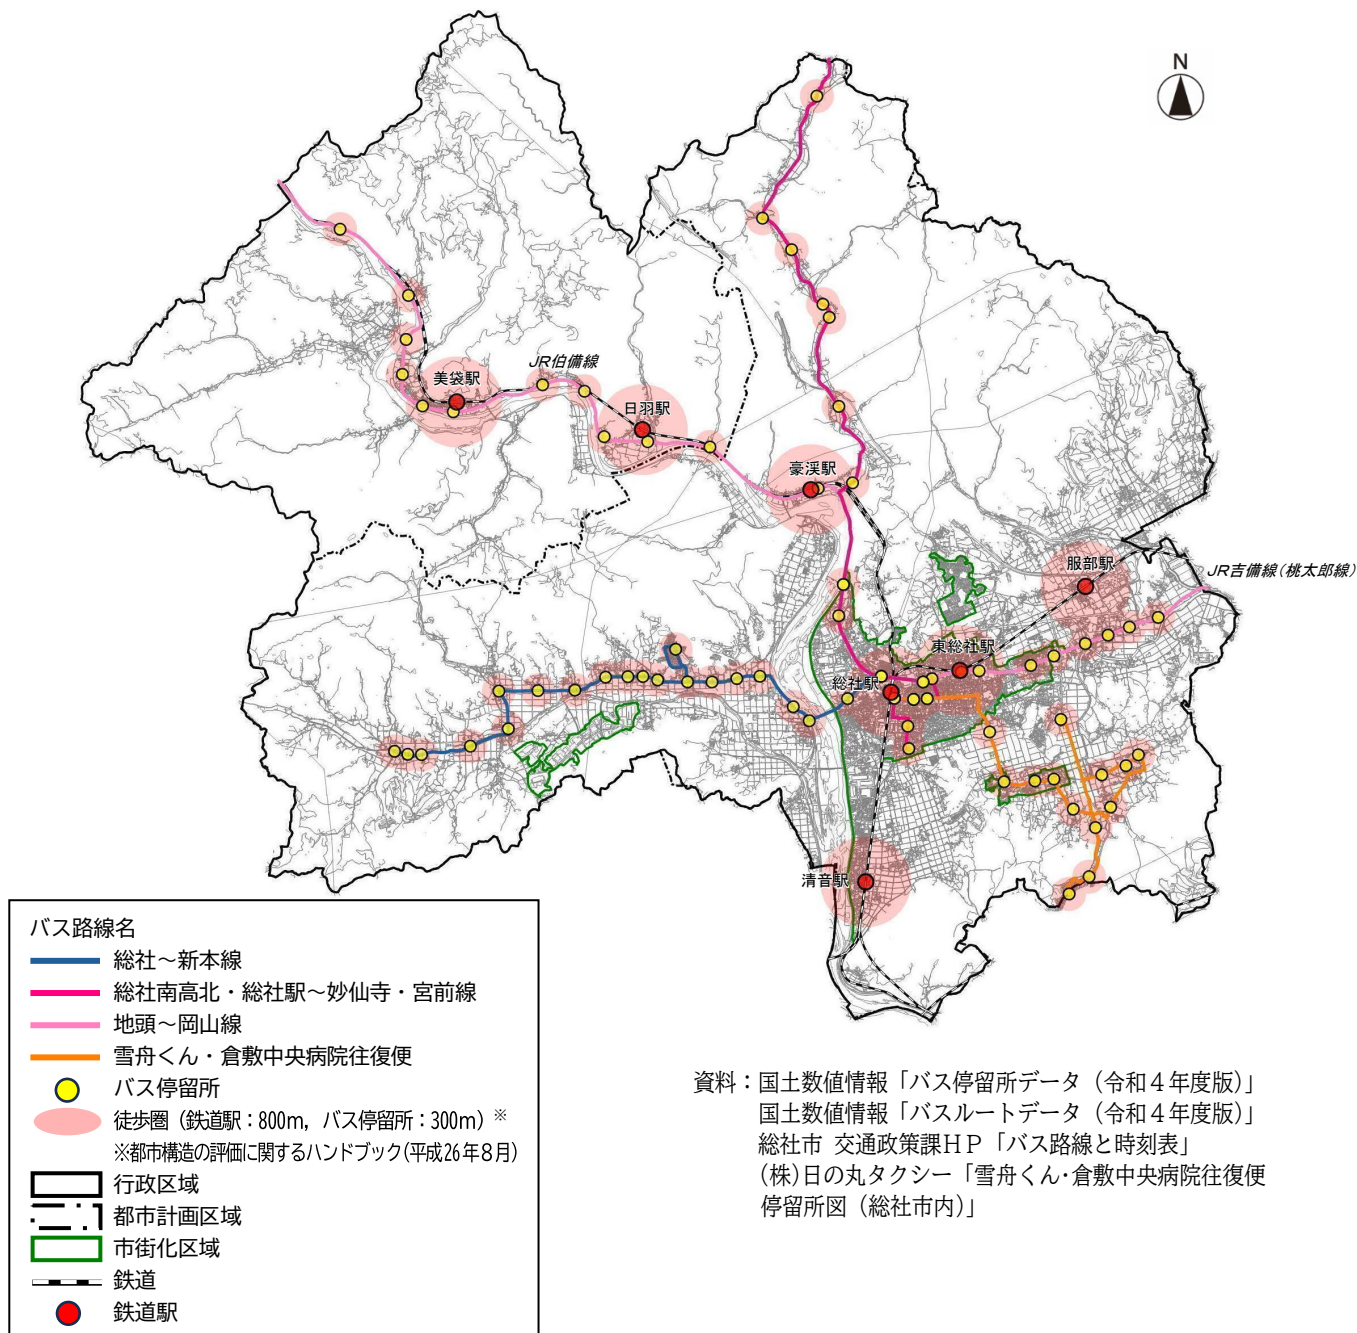 N
JR伯備線
美袋駅
日羽駅
豪渓駅
服部駅
JR吉備線(桃太郎線)
東総社駅
総社駅
清音駅
バス路線名
総社～新本線
総社南高北・総社駅～妙仙寺・宮前線
地頭～岡山線
雪舟くん・倉敷中央病院往復便
バス停留所
徒歩圏（鉄道駅：800m，バス停留所：300m）※
※都市構造の評価に関するハンドブック(平成26年８月)
行政区域
都市計画区域
市街化区域
鉄道
鉄道駅
資料：国土数値情報「バス停留所データ（令和４年度版）」
国土数値情報「バスルートデータ（令和４年度版）」
総社市 交通政策課ＨＰ「バス路線と時刻表」
(株)日の丸タクシー「雪舟くん・倉敷中央病院往復便
停留所図（総社市内）」